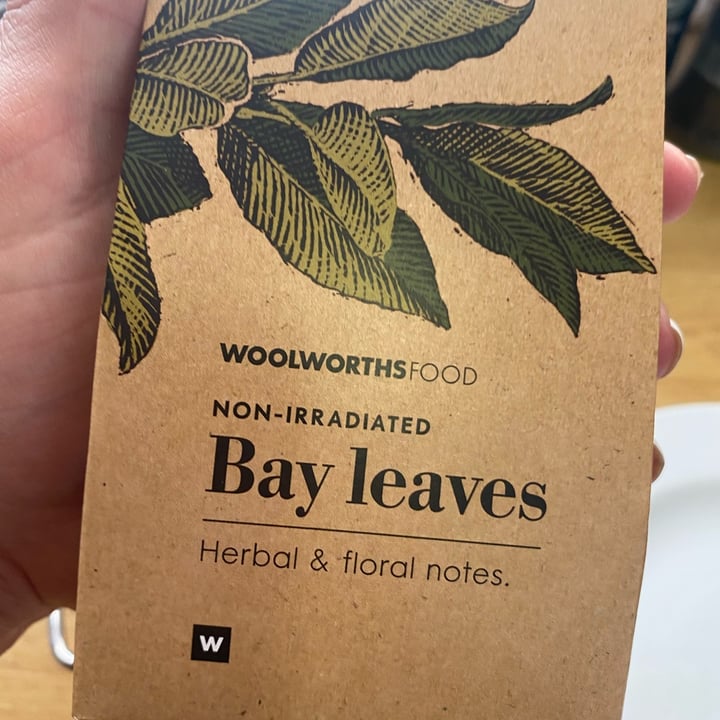 WOOLWORTHSFOOD
NON-IRRADIATED
Bay leaves
Herbal & floral notes.
W